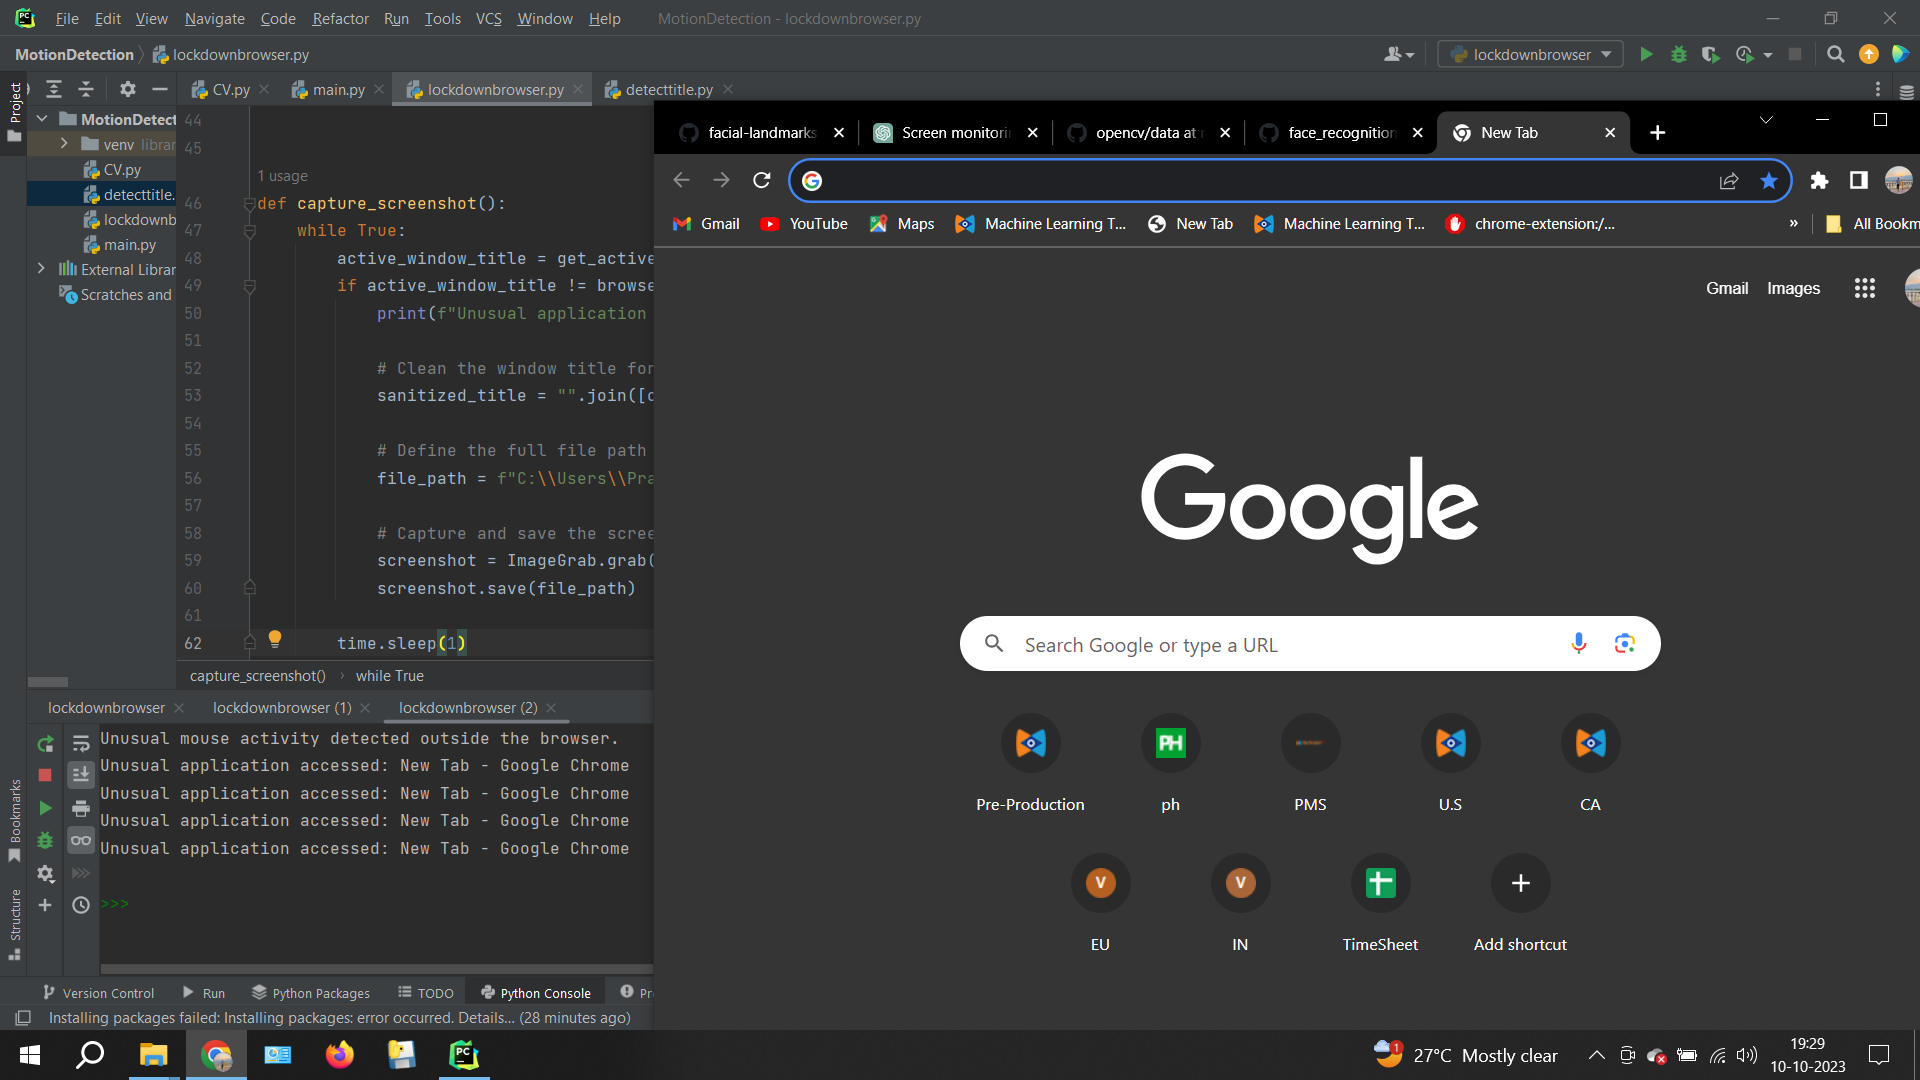 File Edit View Navigate Code Refactor Run Tools VCS Window Help MotionDetection - lockdownbrowser.py
MotionDetection lockdownbrowser.py
lockdownbrowser
Project
CV.py main.py lockdownbrowser.py detecttitle.py
MotionDetect
venv librar
CV.py
detecttitle.
lockdownb
main.py
External Librar
Scratches and
44
45
1 usage
46 def capture_screenshot():
47 while True:
48 active_window_title = get_active
49 if active_window_title != browse
50 print(f"Unusual application
51
52 # Clean the window title for
53 sanitized_title = "".join([c
54
55 # Define the full file path
56 file_path = f"C:\\Users\\Pra
57
58 # Capture and save the scree
59 screenshot = ImageGrab.grab(
60 screenshot.save(file_path)
61
62 time.sleep(1)
capture_screenshot() › while True
lockdownbrowser lockdownbrowser (1) lockdownbrowser (2)
Unusual mouse activity detected outside the browser.
Unusual application accessed: New Tab - Google Chrome
Unusual application accessed: New Tab - Google Chrome
Unusual application accessed: New Tab - Google Chrome
Unusual application accessed: New Tab - Google Chrome
>>>
Bookmarks
Structure
Version Control Run Python Packages TODO Python Console Pr
Installing packages failed: Installing packages: error occurred. Details... (28 minutes ago)
facial-landmarks Screen monitorin opencv/data at face_recognition New Tab
Gmail YouTube Maps Machine Learning T... New Tab Machine Learning T... chrome-extension:/... » All Bookm
Gmail Images
Google
Search Google or type a URL
PH
Pre-Production ph PMS U.S CA
V V
EU IN TimeSheet Add shortcut
PC
1
27°C Mostly clear
19:29
10-10-2023